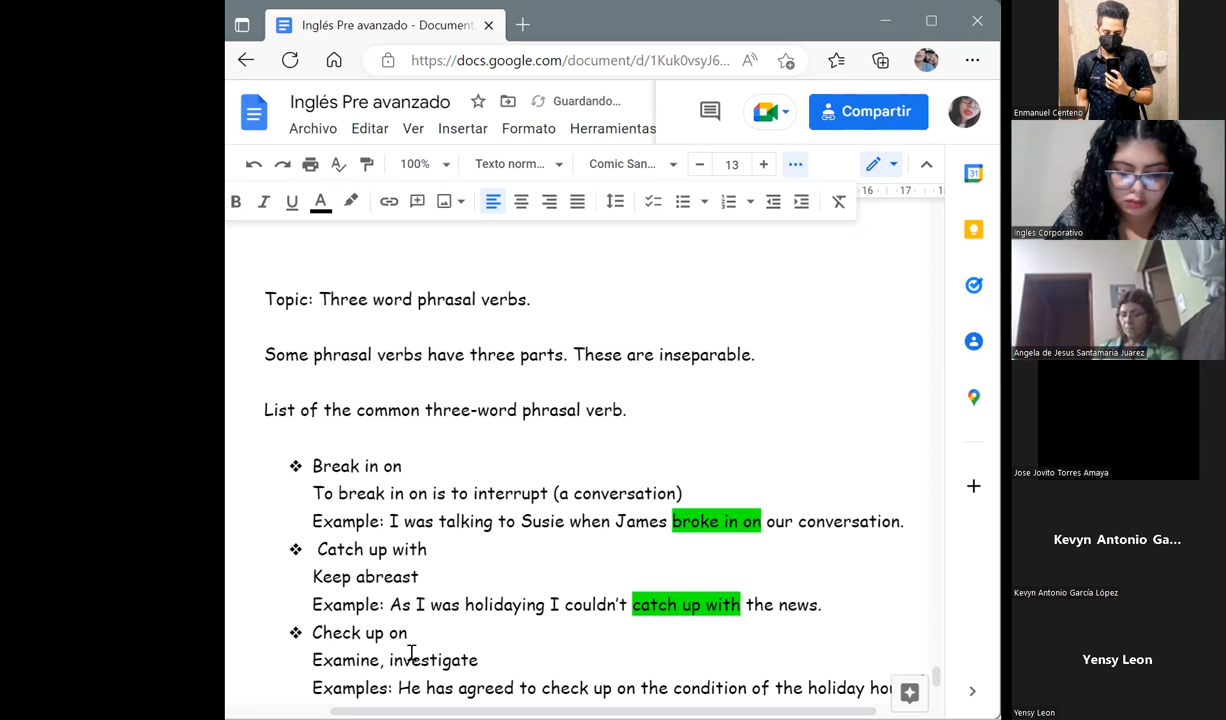 Inglés Pre avanzado - Document
https://docs.google.com/document/d/1Kuk0vsyJ6...
Inglés Pre avanzado
Guardando...
Compartir
Archivo Editar Ver Insertar Formato Herramientas
100% Texto norm... Comic San... 13
16 17
Topic: Three word phrasal verbs.
Some phrasal verbs have three parts. These are inseparable.
List of the common three-word phrasal verb.
❖ Break in on
To break in on is to interrupt (a conversation)
Example: I was talking to Susie when James broke in on our conversation.
❖ Catch up with
Keep abreast
Example: As I was holidaying I couldn't catch up with the news.
❖ Check up on
Examine, investigate
Examples: He has agreed to check up on the condition of the holiday hou
Enmanuel Centeno
Ingles Corporativo
Angela de Jesus Santamaria Juarez
Jose Jovito Torres Amaya
Kevyn Antonio Ga...
Kevyn Antonio García López
Yensy Leon
Yensy Leon